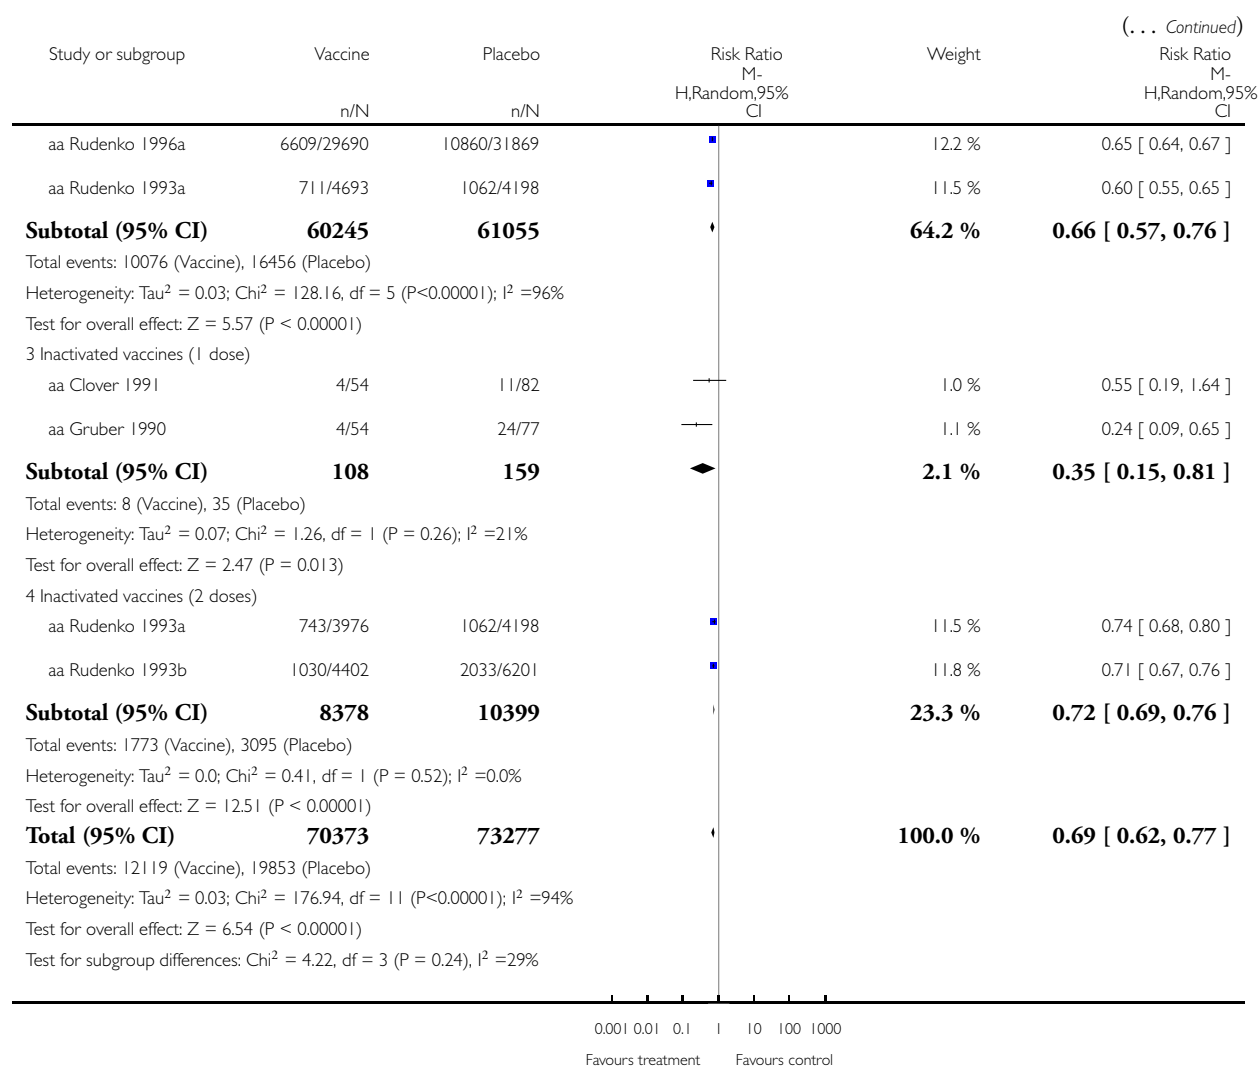 (... Continued)
Study or subgroup Vaccine Placebo Risk Ratio Weight Risk Ratio
M-H,Random,95% CI M-H,Random,95% CI
n/N n/N
aa Rudenko 1996a 6609/29690 10860/31869 12.2 % 0.65 [ 0.64, 0.67 ]
aa Rudenko 1993a 711/4693 1062/4198 11.5 % 0.60 [ 0.55, 0.65 ]
Subtotal (95% CI) 60245 61055 64.2 % 0.66 [ 0.57, 0.76 ]
Total events: 10076 (Vaccine), 16456 (Placebo)
Heterogeneity: Tau² = 0.03; Chi² = 128.16, df = 5 (P<0.00001); I² =96%
Test for overall effect: Z = 5.57 (P < 0.00001)
3 Inactivated vaccines (1 dose)
aa Clover 1991 4/54 11/82 1.0 % 0.55 [ 0.19, 1.64 ]
aa Gruber 1990 4/54 24/77 1.1 % 0.24 [ 0.09, 0.65 ]
Subtotal (95% CI) 108 159 2.1 % 0.35 [ 0.15, 0.81 ]
Total events: 8 (Vaccine), 35 (Placebo)
Heterogeneity: Tau² = 0.07; Chi² = 1.26, df = 1 (P = 0.26); I² =21%
Test for overall effect: Z = 2.47 (P = 0.013)
4 Inactivated vaccines (2 doses)
aa Rudenko 1993a 743/3976 1062/4198 11.5 % 0.74 [ 0.68, 0.80 ]
aa Rudenko 1993b 1030/4402 2033/6201 11.8 % 0.71 [ 0.67, 0.76 ]
Subtotal (95% CI) 8378 10399 23.3 % 0.72 [ 0.69, 0.76 ]
Total events: 1773 (Vaccine), 3095 (Placebo)
Heterogeneity: Tau² = 0.0; Chi² = 0.41, df = 1 (P = 0.52); I² =0.0%
Test for overall effect: Z = 12.51 (P < 0.00001)
Total (95% CI) 70373 73277 100.0 % 0.69 [ 0.62, 0.77 ]
Total events: 12119 (Vaccine), 19853 (Placebo)
Heterogeneity: Tau² = 0.03; Chi² = 176.94, df = 11 (P<0.00001); I² =94%
Test for overall effect: Z = 6.54 (P < 0.00001)
Test for subgroup differences: Chi² = 4.22, df = 3 (P = 0.24), I² =29%
0.001 0.01 0.1 1 10 100 1000
Favours treatment Favours control